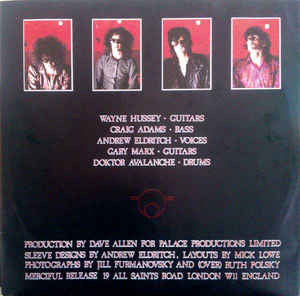 WAYNE HUSSEY · GUITARS
CRAIG ADAMS · BASS
ANDREW ELDRITCH · VOICES
GARY MARX · GUITARS
DOKTOR AVALANCHE · DRUMS
PRODUCTION BY DAVE ALLEN FOR PALACE PRODUCTIONS LIMITED
SLEEVE DESIGNS BY ANDREW ELDRITCH, LAYOUTS BY MICK LOWE
PHOTOGRAPHS BY JILL FURMANOVSKY AND (OVER) RUTH POLSKY
MERCIFUL RELEASE 19 ALL SAINTS ROAD LONDON W11 ENGLAND